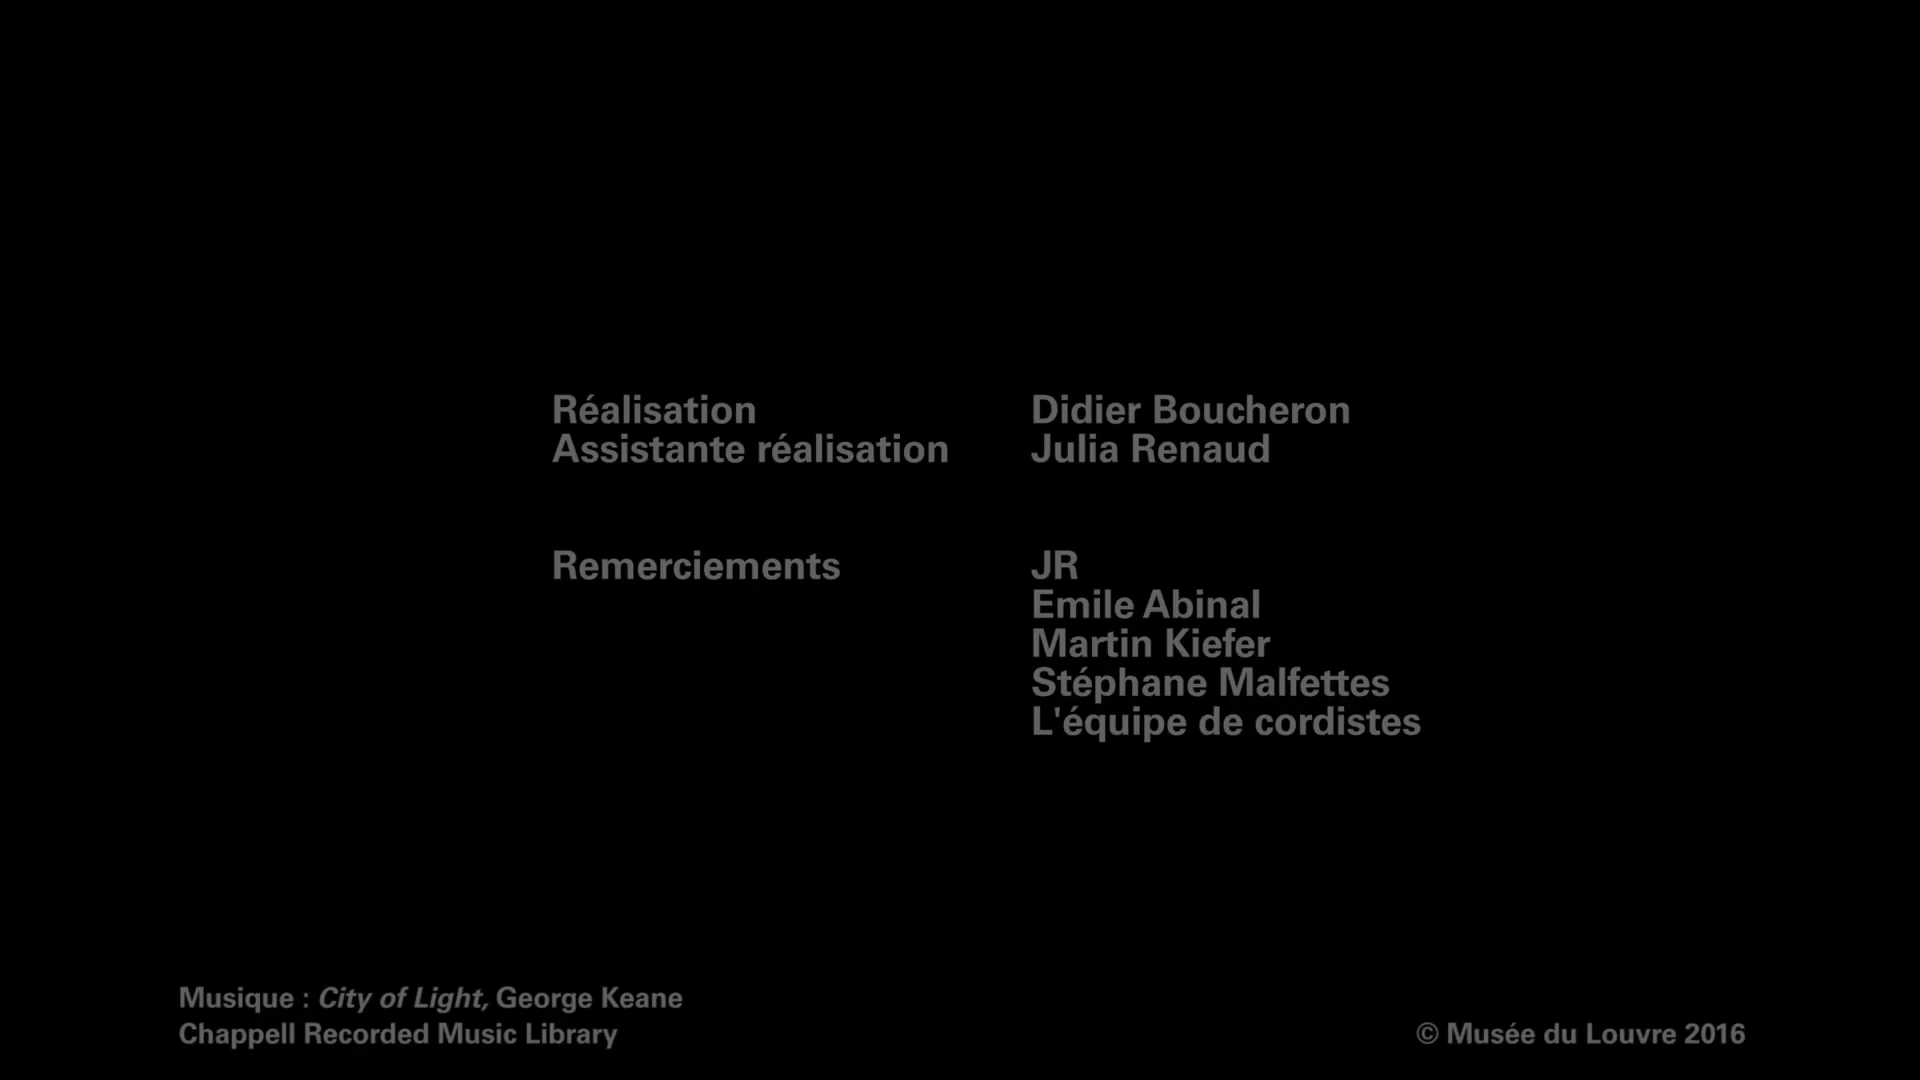 Réalisation Didier Boucheron
Assistante réalisation Julia Renaud
Remerciements JR
Emile Abinal
Martin Kiefer
Stéphane Malfettes
L'équipe de cordistes
Musique : City of Light, George Keane
Chappell Recorded Music Library
© Musée du Louvre 2016